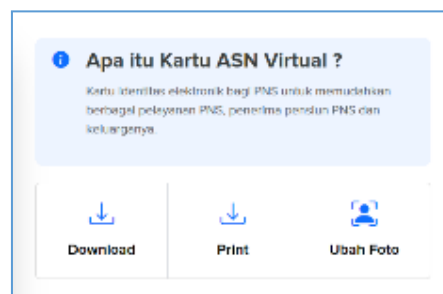 Apa itu Kartu ASN Virtual ?
Kartu identitas elektronik bagi PNS untuk memudahkan
berbagai pelayanan PNS, penerima pensiun PNS dan
keluarganya.
Download
Print
Ubah Foto